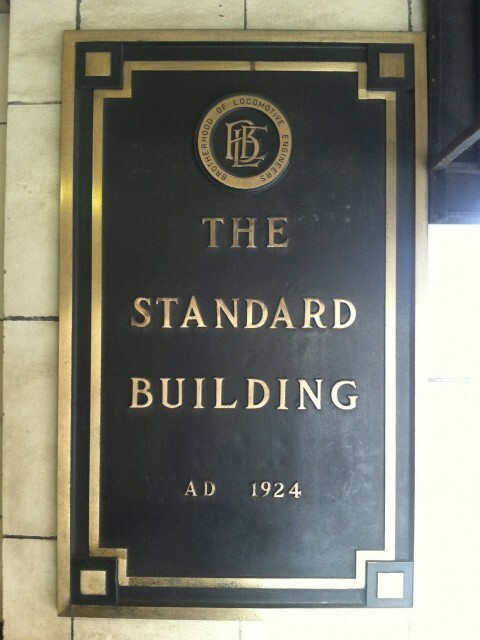 BROTHERHOOD OF LOCOMOTIVE ENGINEERS
BLE
THE
STANDARD
BUILDING
AD 1924